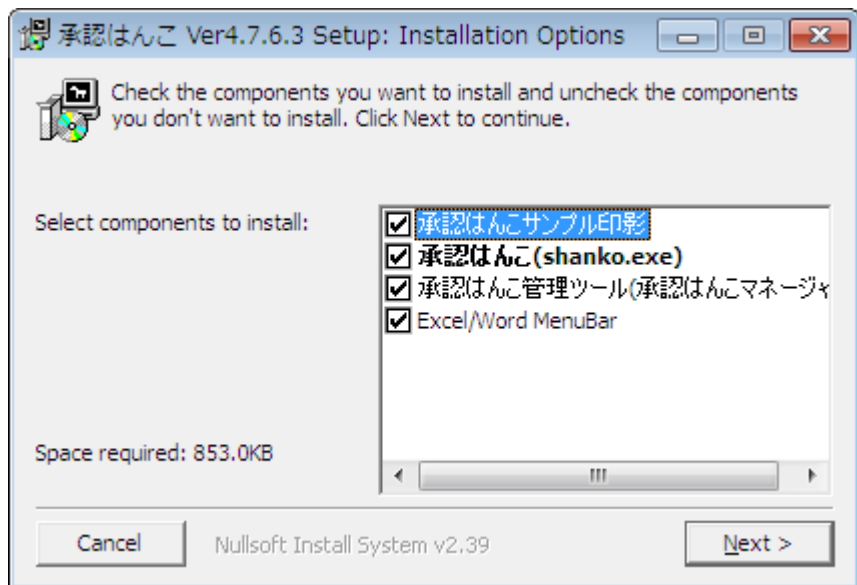 承認はんこ Ver4.7.6.3 Setup: Installation Options
Check the components you want to install and uncheck the components
you don't want to install. Click Next to continue.
Select components to install:
承認はんこサンプル印影
承認はんこ(shanko.exe)
承認はんこ管理ツール(承認はんこマネージャ
Excel/Word MenuBar
Space required: 853.0KB
Cancel
Nullsoft Install System v2.39
Next >